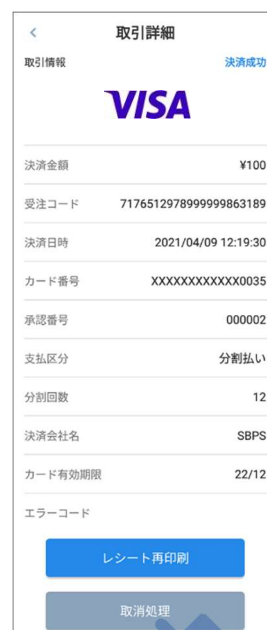 取引詳細
取引情報 決済成功
VISA
決済金額 ¥100
受注コード 7176512978999999863189
決済日時 2021/04/09 12:19:30
カード番号 XXXXXXXXXXXX0035
承認番号 000002
支払区分 分割払い
分割回数 12
決済会社名 SBPS
カード有効期限 22/12
エラーコード
レシート再印刷
取消処理